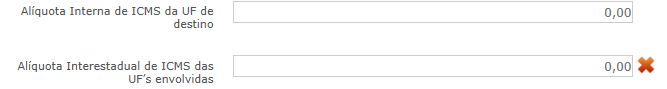 Alíquota Interna de ICMS da UF de
destino
0,00
Alíquota Interestadual de ICMS das
UF's envolvidas
0,00